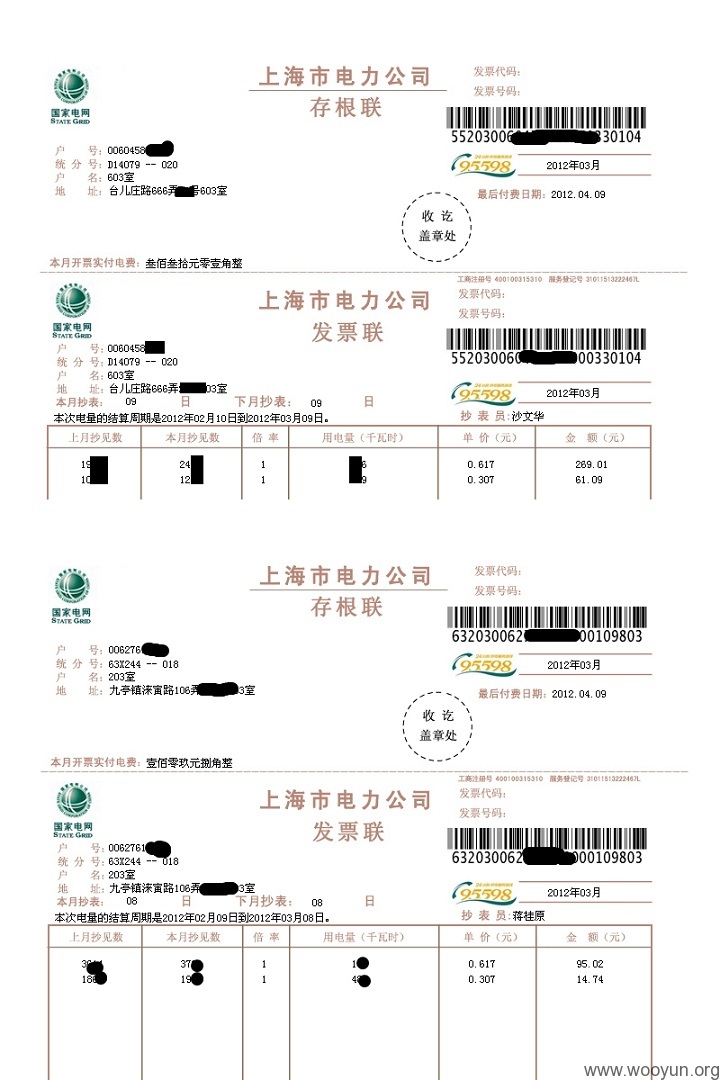 上海市电力公司
存根联
发票代码:
发票号码:
国家电网
STATE GRID
55203006 330104
户 号: 0060458
统 分 号: D14079 -- 020
户 名: 603室
地 址: 台儿庄路666弄 号603室
95598
2012年03月
最后付费日期: 2012.04.09
收 讫
盖章处
本月开票实付电费: 叁佰叁拾元零壹角整
工商注册号 400100315310 服务登记号 31011513222467L
上海市电力公司
发票联
发票代码:
发票号码:
国家电网
STATE GRID
55203006 00330104
户 号: 0060458
统 分 号: D14079 -- 020
户 名: 603室
地 址: 台儿庄路666弄 03室
95598
2012年03月
本月抄表: 09 日 下月抄表: 09 日
本次电量的结算周期是2012年02月10日到2012年03月09日。
抄 表 员: 沙文华
上月抄见数 本月抄见数 倍 率 用电量（千瓦时） 单 价（元） 金 额（元）
19 24 1 6 0.617 269.01
10 12 1 9 0.307 61.09
上海市电力公司
存根联
发票代码:
发票号码:
国家电网
STATE GRID
632030062 00109803
户 号: 006276
统 分 号: 63X244 -- 018
户 名: 203室
地 址: 九亭镇涞寅路106弄 3室
95598
2012年03月
最后付费日期: 2012.04.09
收 讫
盖章处
本月开票实付电费: 壹佰零玖元捌角整
工商注册号 400100315310 服务登记号 31011513222467L
上海市电力公司
发票联
发票代码:
发票号码:
国家电网
STATE GRID
632030062 000109803
户 号: 0062761
统 分 号: 63X244 -- 018
户 名: 203室
地 址: 九亭镇涞寅路106弄 3室
95598
2012年03月
本月抄表: 08 日 下月抄表: 08 日
本次电量的结算周期是2012年02月09日到2012年03月08日。
抄 表 员: 蒋桂原
上月抄见数 本月抄见数 倍 率 用电量（千瓦时） 单 价（元） 金 额（元）
37 1 1 0.617 95.02
18 19 1 4 0.307 14.74
www.wooyun.org